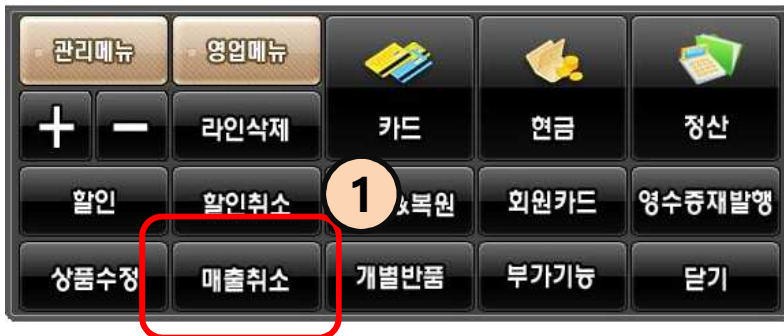 관리메뉴 영업메뉴
+ - 라인삭제 카드 현금 정산
할인 할인취소 1 &복원 회원카드 영수증재발행
상품수정 매출취소 개별반품 부가기능 닫기